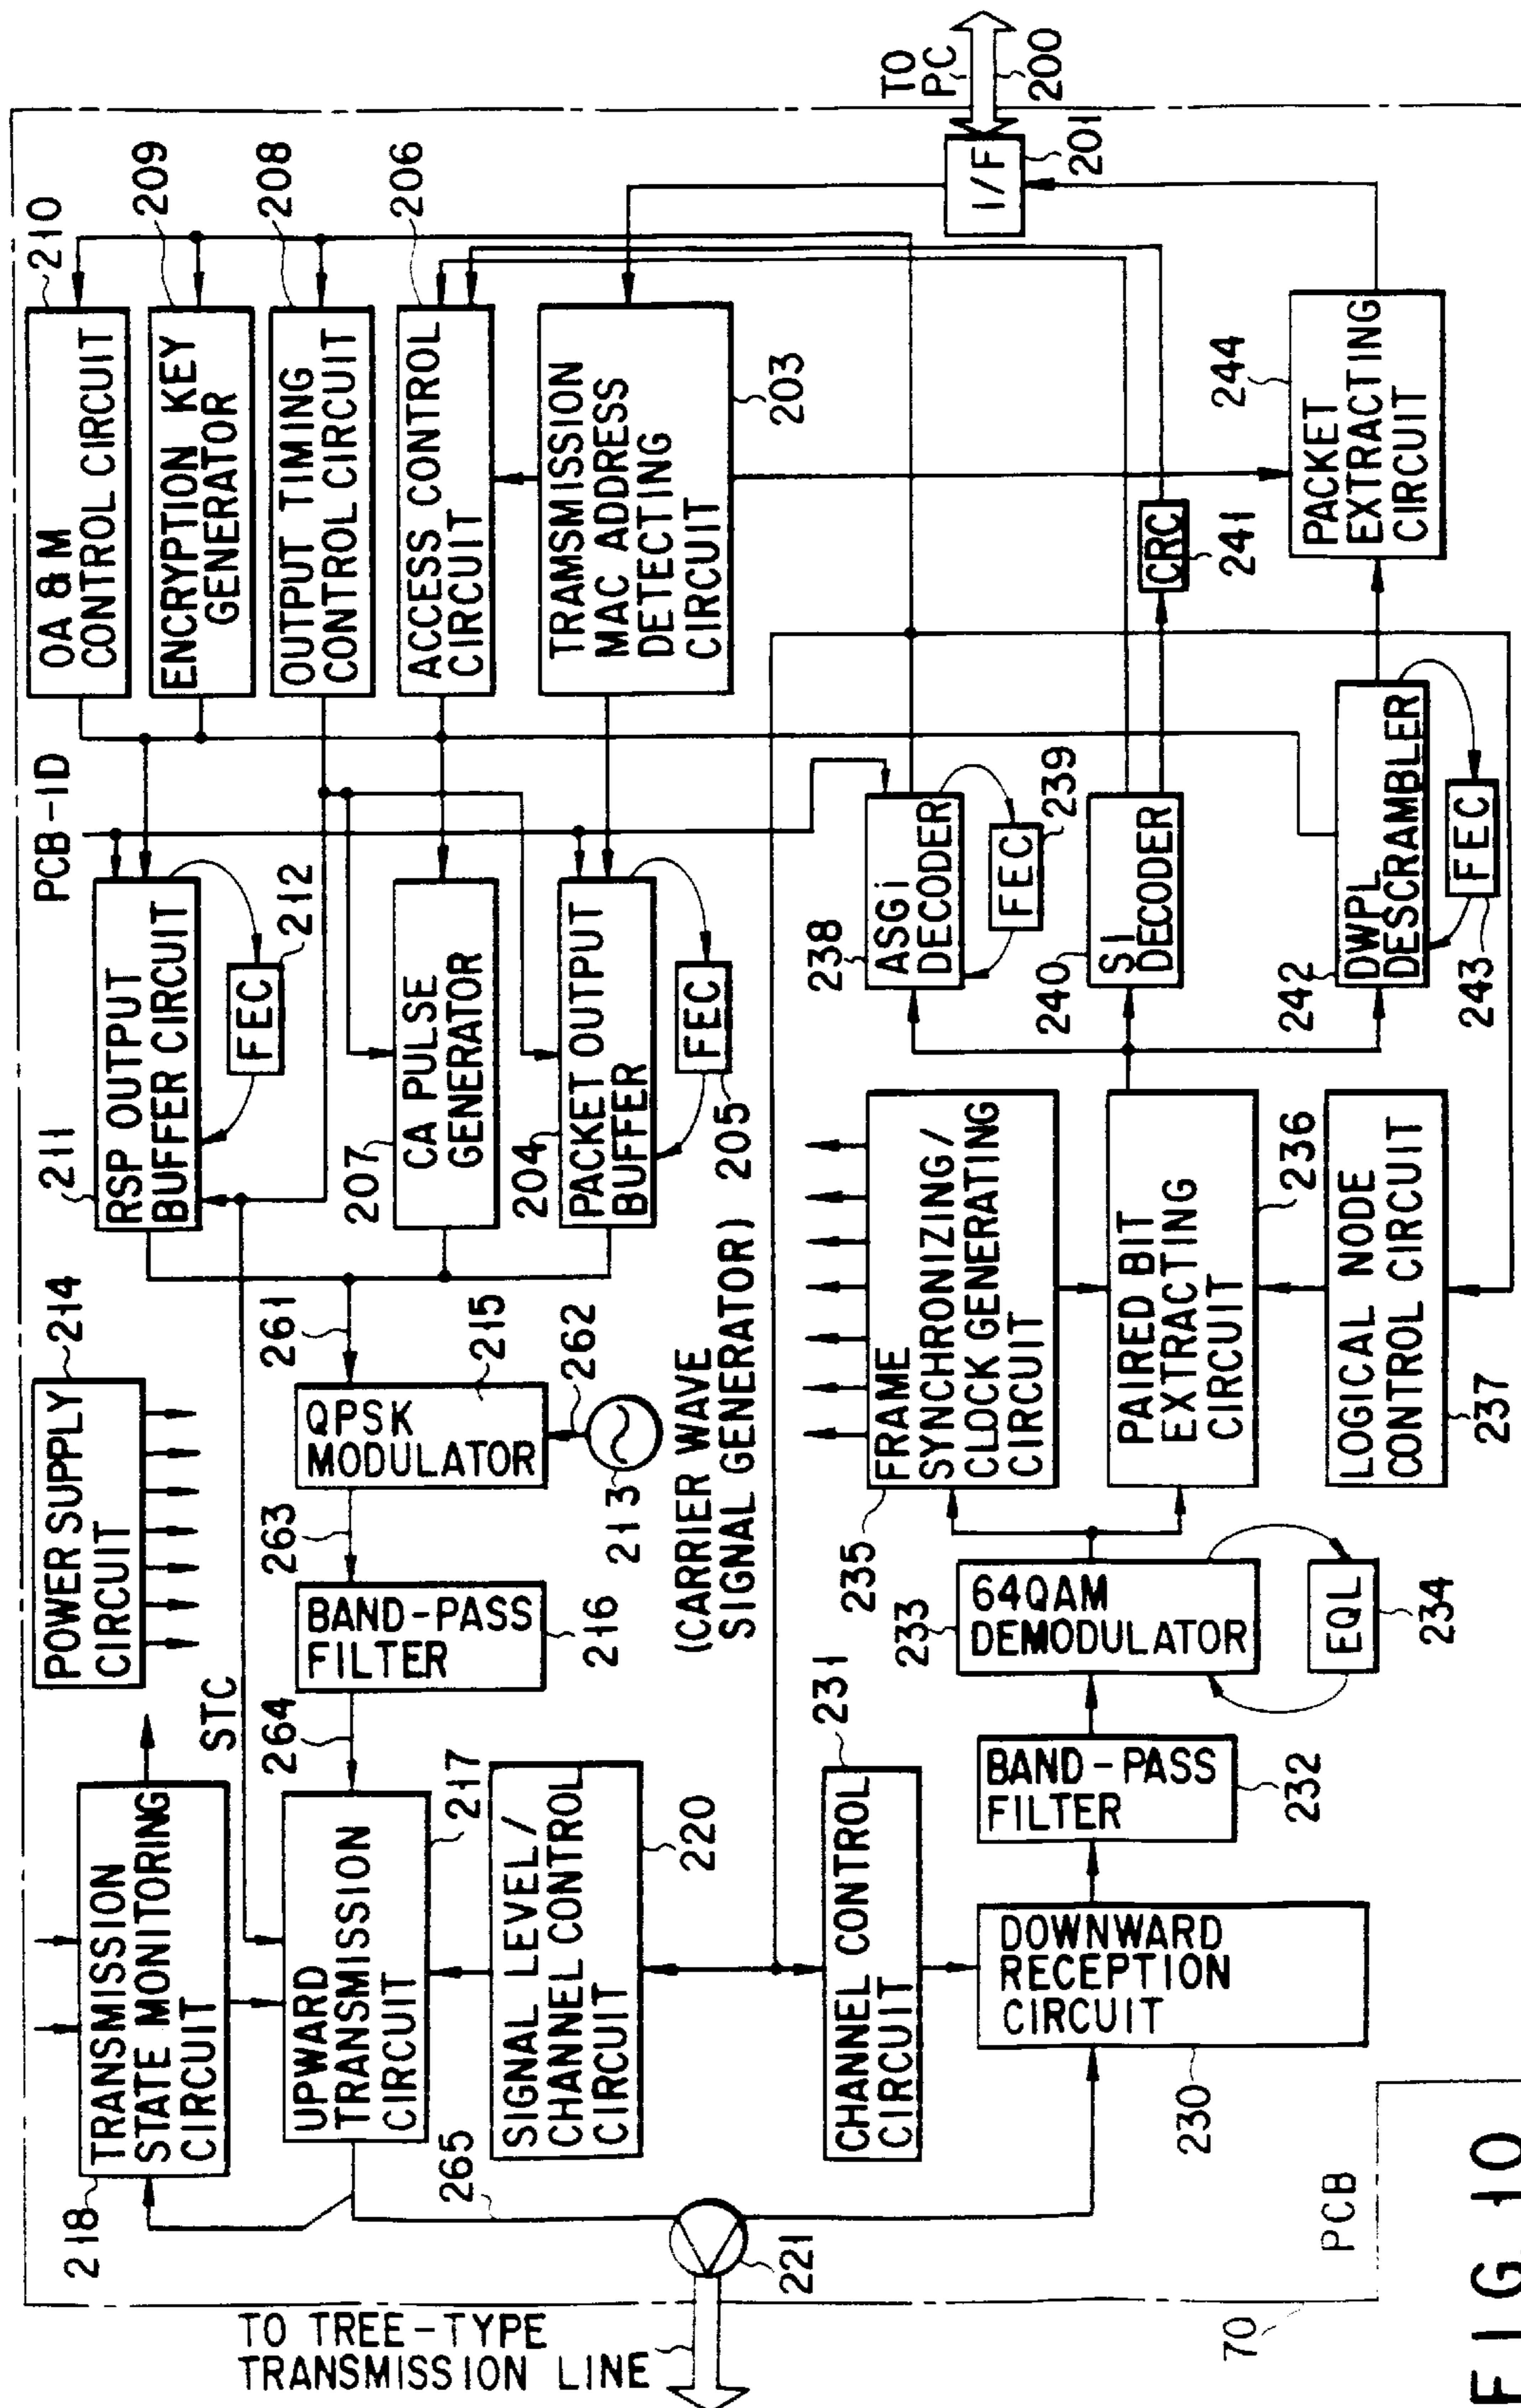 TO TREE-TYPE
TRANSMISSION LINE
218
TRANSMISSION
STATE MONITORING
CIRCUIT
POWER SUPPLY
CIRCUIT
214
STC
211
RSP OUTPUT
BUFFER CIRCUIT
FEC
212
PCB-ID
OA & M
CONTROL CIRCUIT
210
ENCRYPTION KEY
GENERATOR
209
OUTPUT TIMING
CONTROL CIRCUIT
208
UPWARD
TRANSMISSION
CIRCUIT
217
264
BAND-PASS
FILTER
216
263
QPSK
MODULATOR
215
261
262
213
(CARRIER WAVE
SIGNAL GENERATOR)
207
CA PULSE
GENERATOR
204
PACKET OUTPUT
BUFFER
FEC
205
ACCESS CONTROL
CIRCUIT
206
TRAMSMISSION
MAC ADDRESS
DETECTING
CIRCUIT
203
265
SIGNAL LEVEL/
CHANNEL CONTROL
CIRCUIT
220
221
I/F
201
TO
PC
200
CHANNEL CONTROL
CIRCUIT
231
DOWNWARD
RECEPTION
CIRCUIT
230
BAND-PASS
FILTER
232
233
64QAM
DEMODULATOR
EQL
234
235
FRAME
SYNCHRONIZING/
CLOCK GENERATING
CIRCUIT
PAIRED BIT
EXTRACTING
CIRCUIT
236
LOGICAL NODE
CONTROL CIRCUIT
237
238
ASGi
DECODER
FEC
239
240
SI
DECODER
CRC
241
242
DWPL
DESCRAMBLER
FEC
243
PACKET
EXTRACTING
CIRCUIT
244
PCB
70
FIG. 10